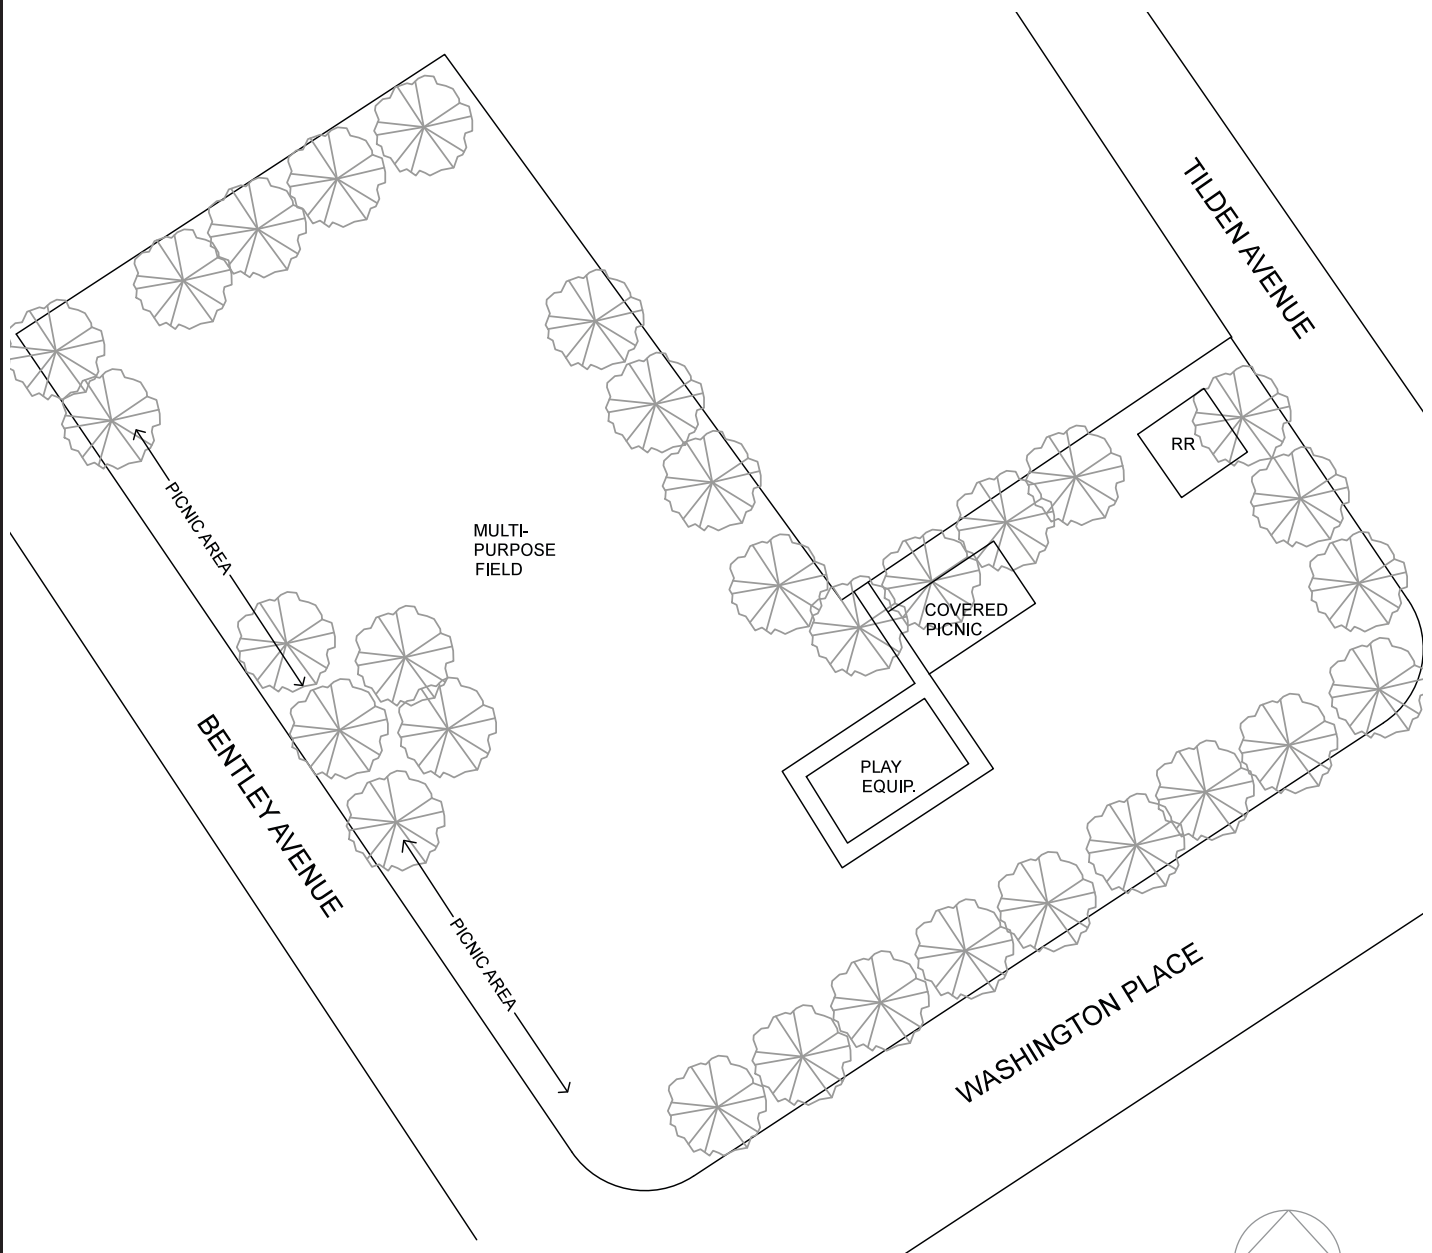 TILDEN AVENUE
RR
PICNIC AREA
MULTI-
PURPOSE
FIELD
COVERED
PICNIC
PLAY
EQUIP.
BENTLEY AVENUE
PICNIC AREA
WASHINGTON PLACE